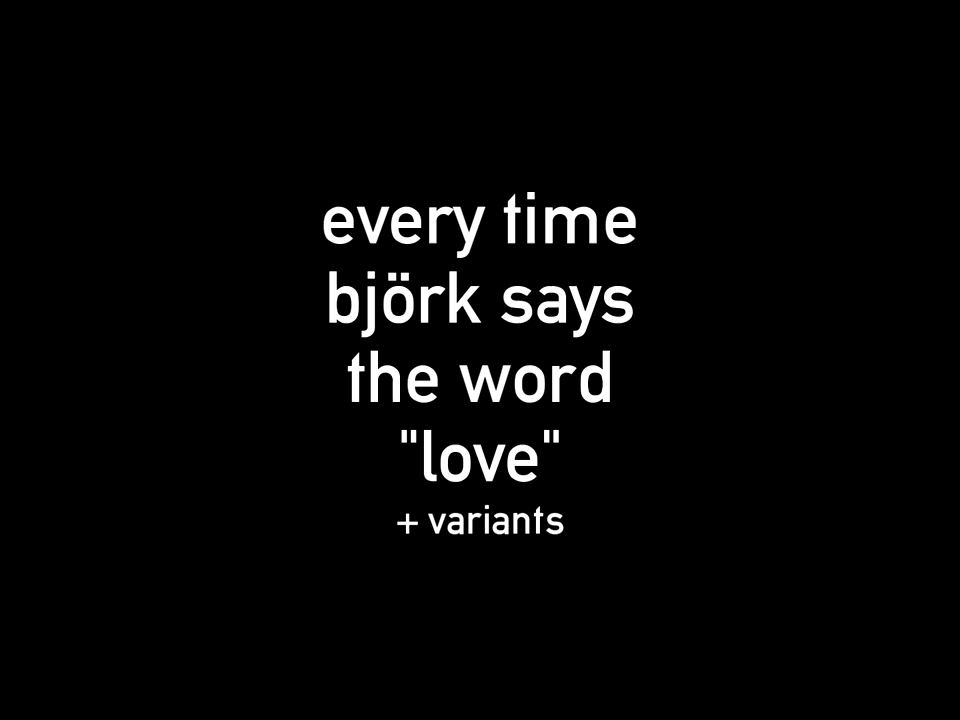 every time
björk says
the word
"love"
+ variants